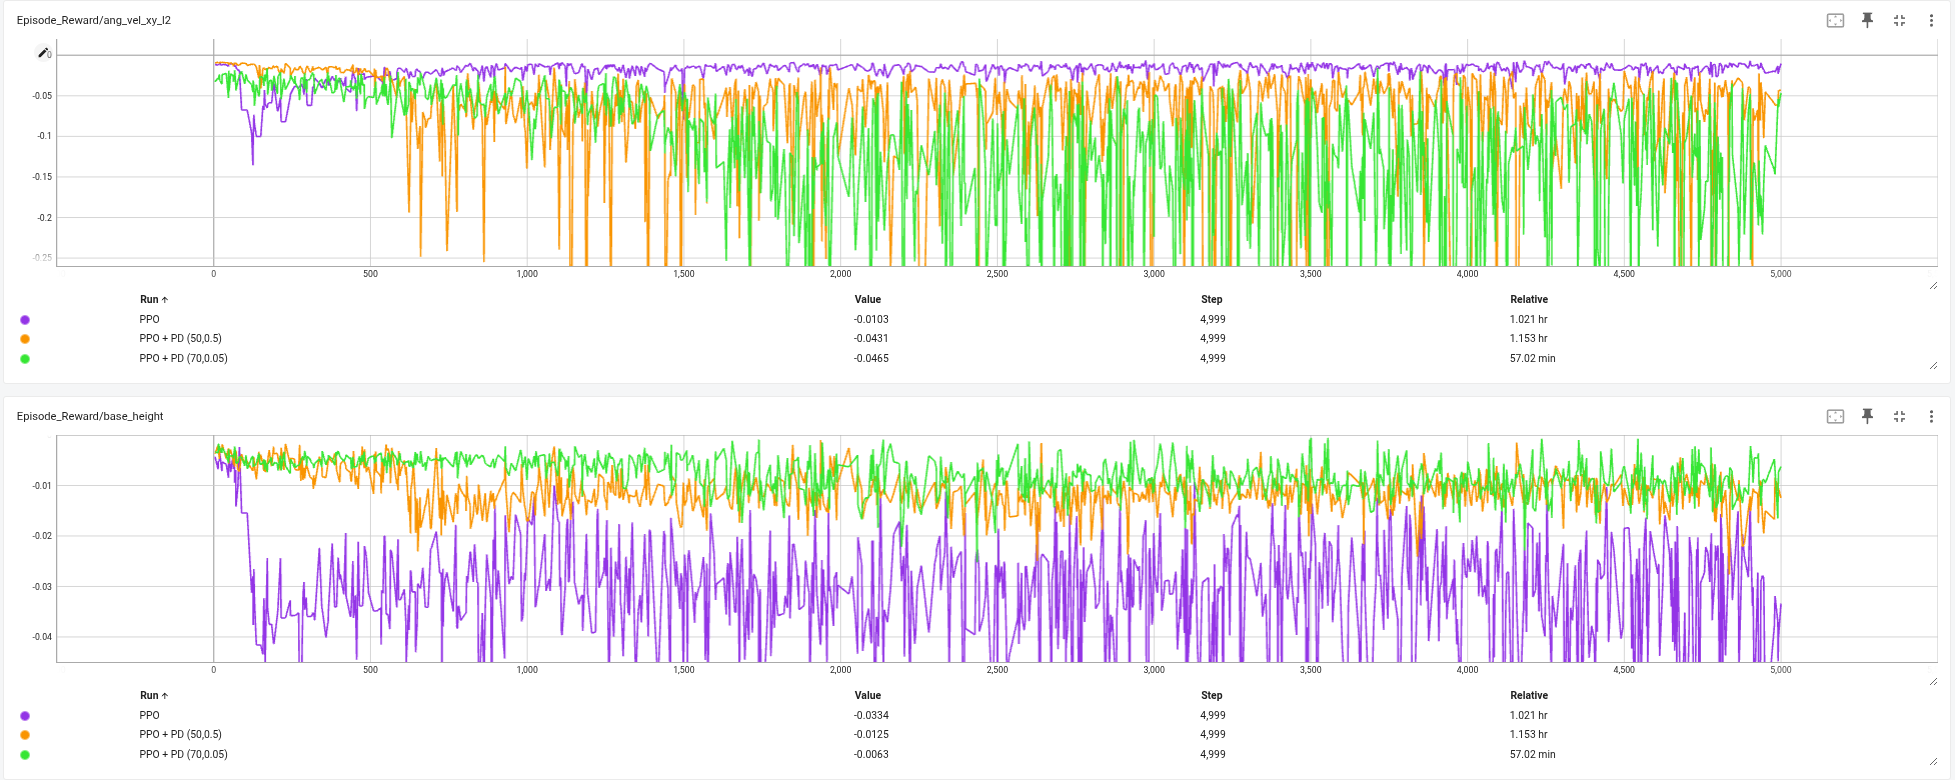 Episode_Reward/ang_vel_xy_l2
0
-0.05
-0.1
-0.15
-0.2
-0.25
0 500 1,000 1,500 2,000 2,500 3,000 3,500 4,000 4,500 5,000
Run ↑ Value Step Relative
PPO -0.0103 4,999 1.021 hr
PPO + PD (50,0.5) -0.0431 4,999 1.153 hr
PPO + PD (70,0.05) -0.0465 4,999 57.02 min
Episode_Reward/base_height
-0.01
-0.02
-0.03
-0.04
0 500 1,000 1,500 2,000 2,500 3,000 3,500 4,000 4,500 5,000
Run ↑ Value Step Relative
PPO -0.0334 4,999 1.021 hr
PPO + PD (50,0.5) -0.0125 4,999 1.153 hr
PPO + PD (70,0.05) -0.0063 4,999 57.02 min